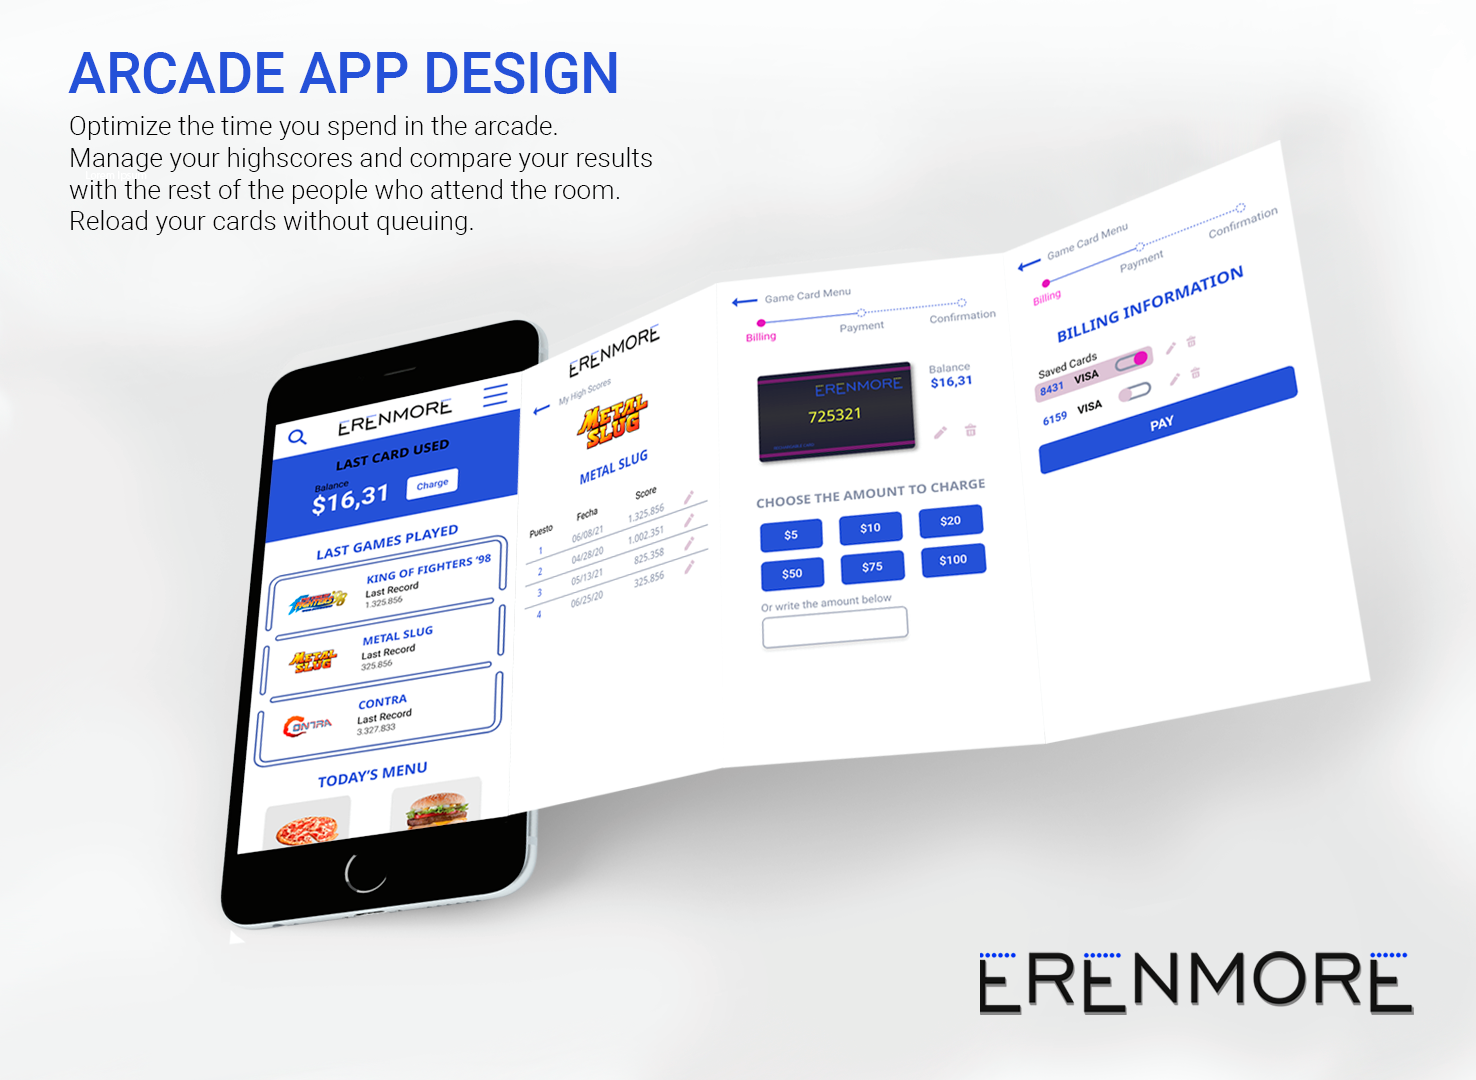 ARCADE APP DESIGN
Optimize the time you spend in the arcade.
Manage your highscores and compare your results
with the rest of the people who attend the room.
Reload your cards without queuing.
ERENMORE
LAST CARD USED
Balance
$16,31
Charge
LAST GAMES PLAYED
KING OF FIGHTERS '98
Last Record
1.325.856
METAL SLUG
METAL SLUG
Last Record
325.856
CONTRA
CONTRA
Last Record
3.327.833
TODAY'S MENU
ERENMORE
My High Scores
METAL
SLUG
METAL SLUG
Puesto Fecha Score
1 06/08/21 1.325.856
2 04/28/20 1.002.351
3 05/13/21 825.358
4 06/25/20 325.856
Game Card Menu
Billing Payment Confirmation
ERENMORE
725321
Balance
$16,31
CHOOSE THE AMOUNT TO CHARGE
$5 $10 $20
$50 $75 $100
Or write the amount below
Game Card Menu
Billing Payment Confirmation
BILLING INFORMATION
Saved Cards
8431 VISA
6159 VISA
PAY
ERENMORE